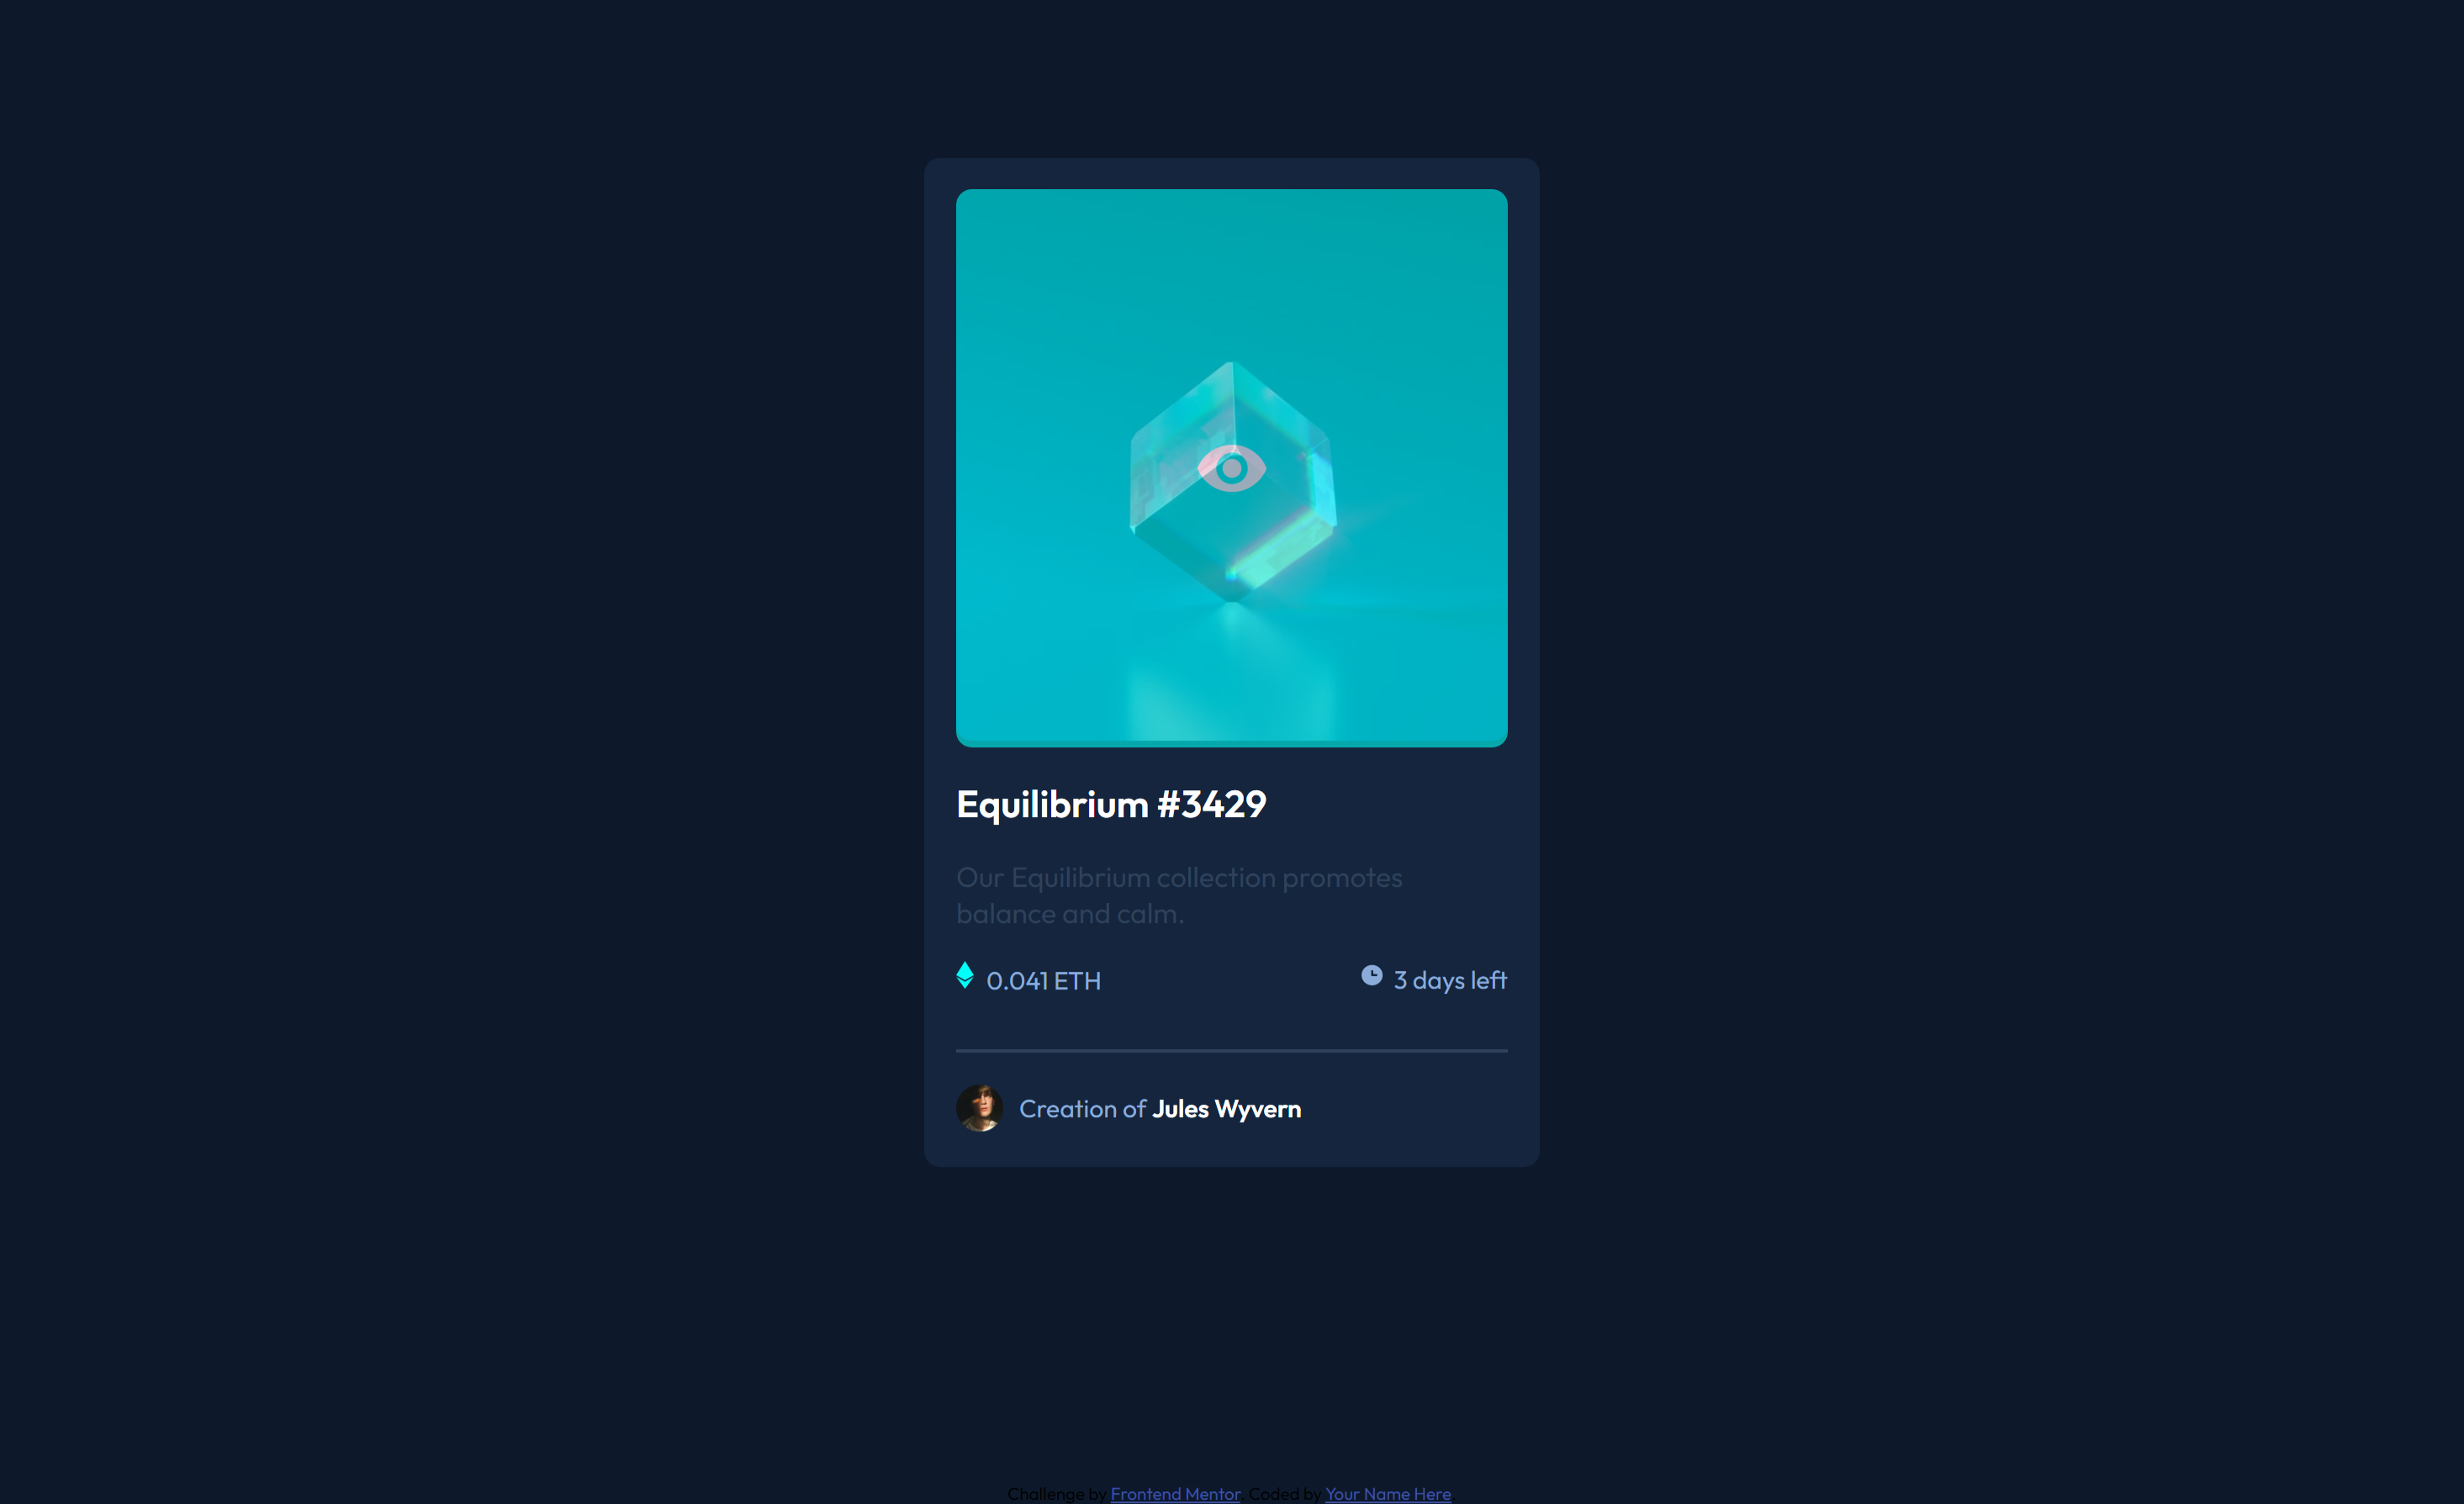 Equilibrium #3429
Our Equilibrium collection promotes
balance and calm.
0.041 ETH
3 days left
Creation of Jules Wyvern
Challenge by Frontend Mentor. Coded by Your Name Here